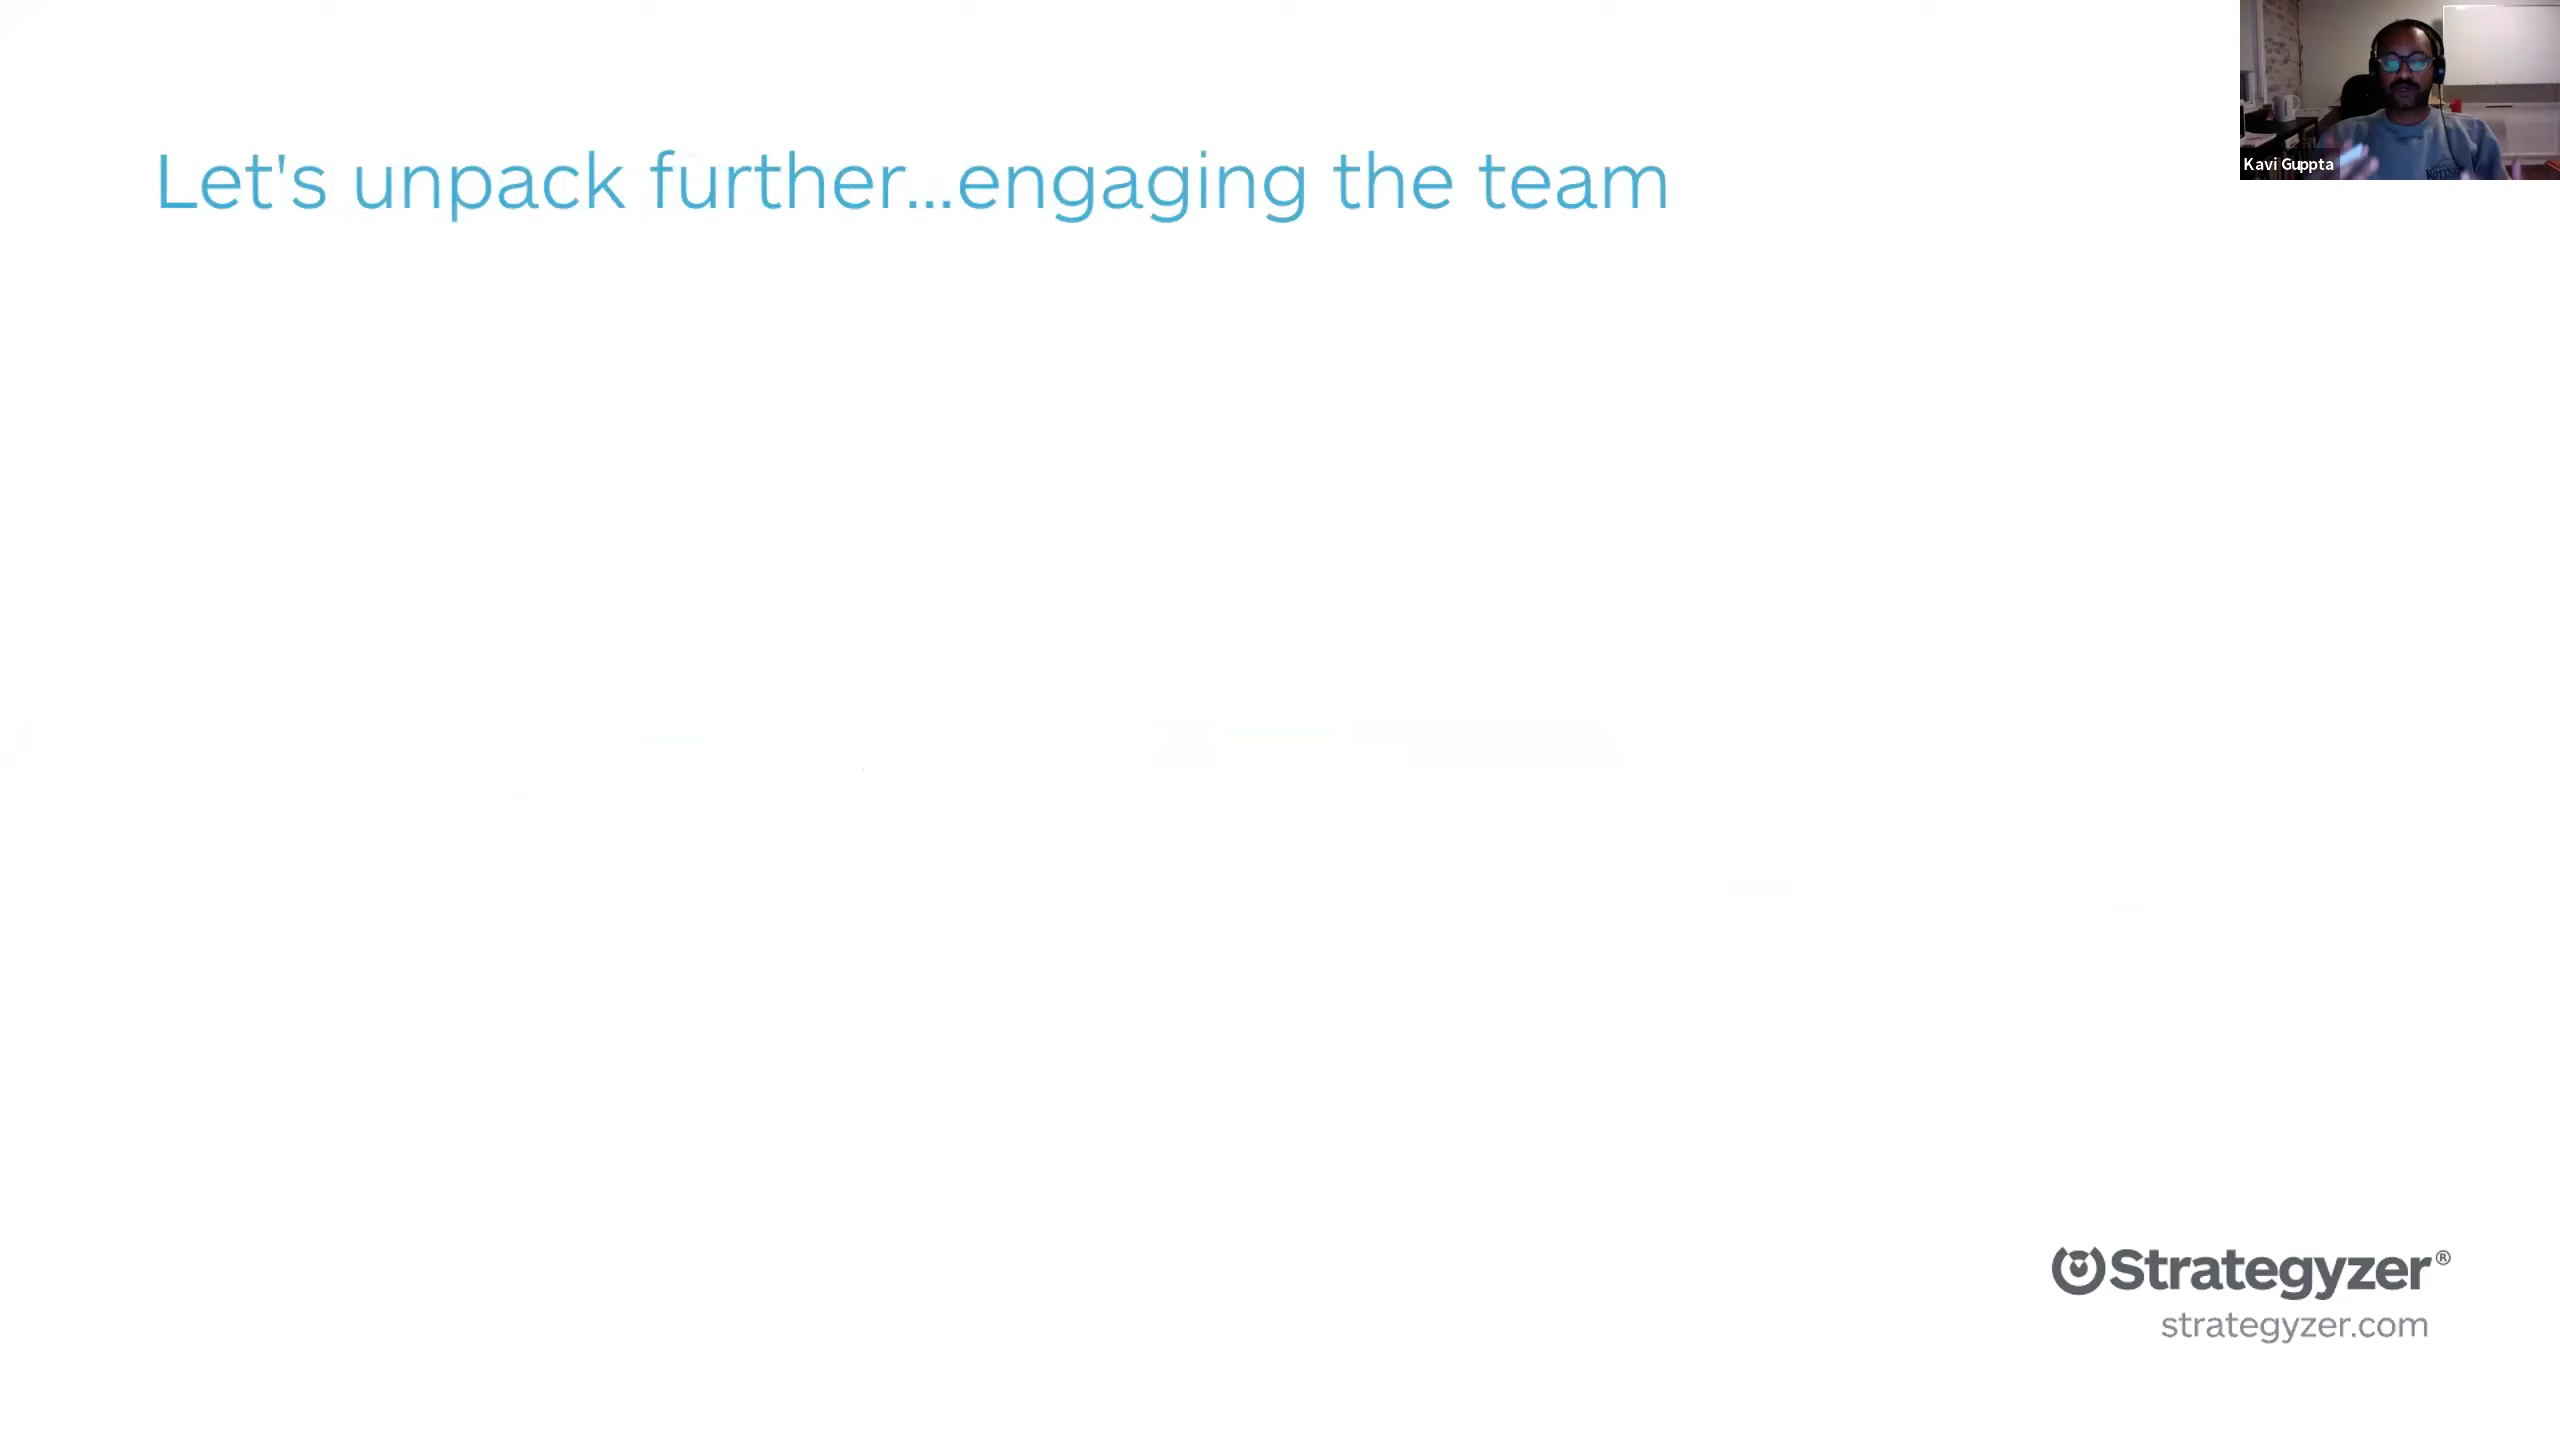 Let's unpack further...engaging the team
Kavi Guppta
Strategyzer®
strategyzer.com